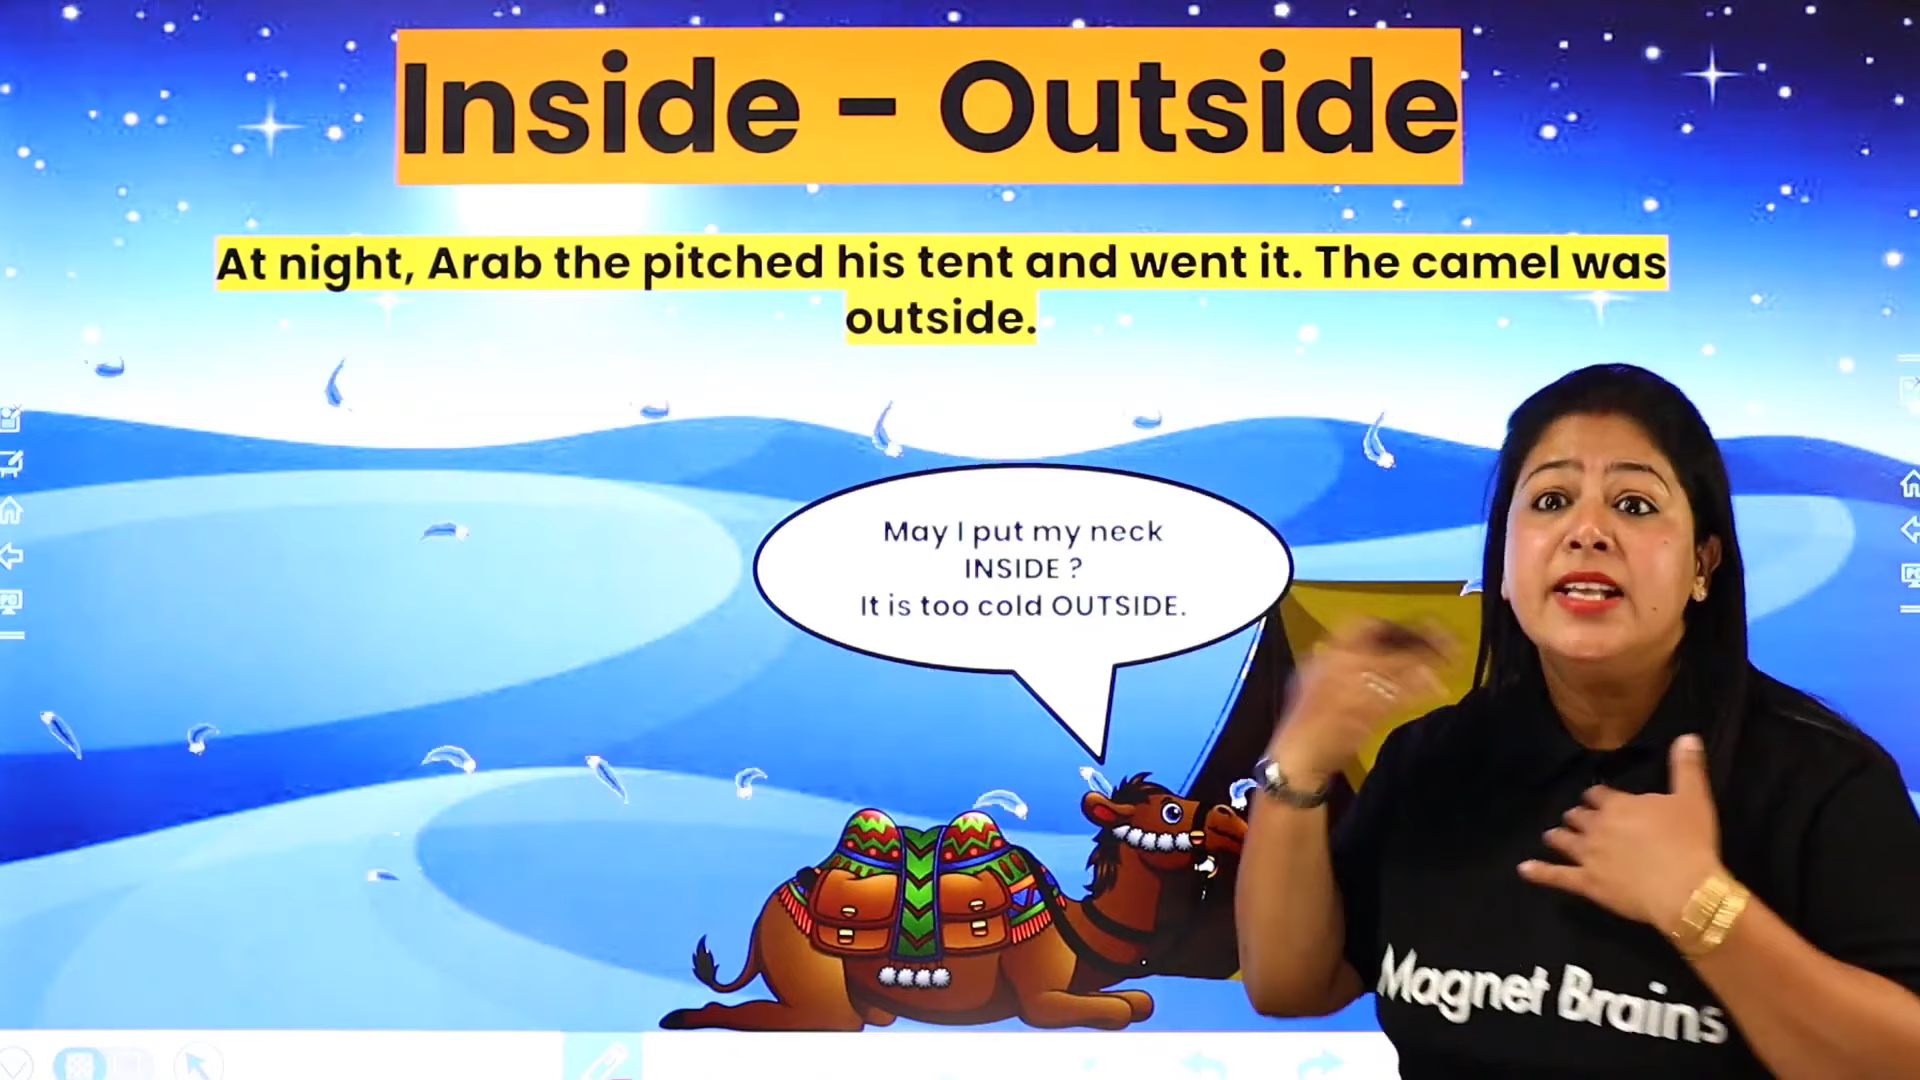 Inside - Outside
At night, Arab the pitched his tent and went it. The camel was
outside.
May I put my neck
INSIDE ?
It is too cold OUTSIDE.
Magnet Brains